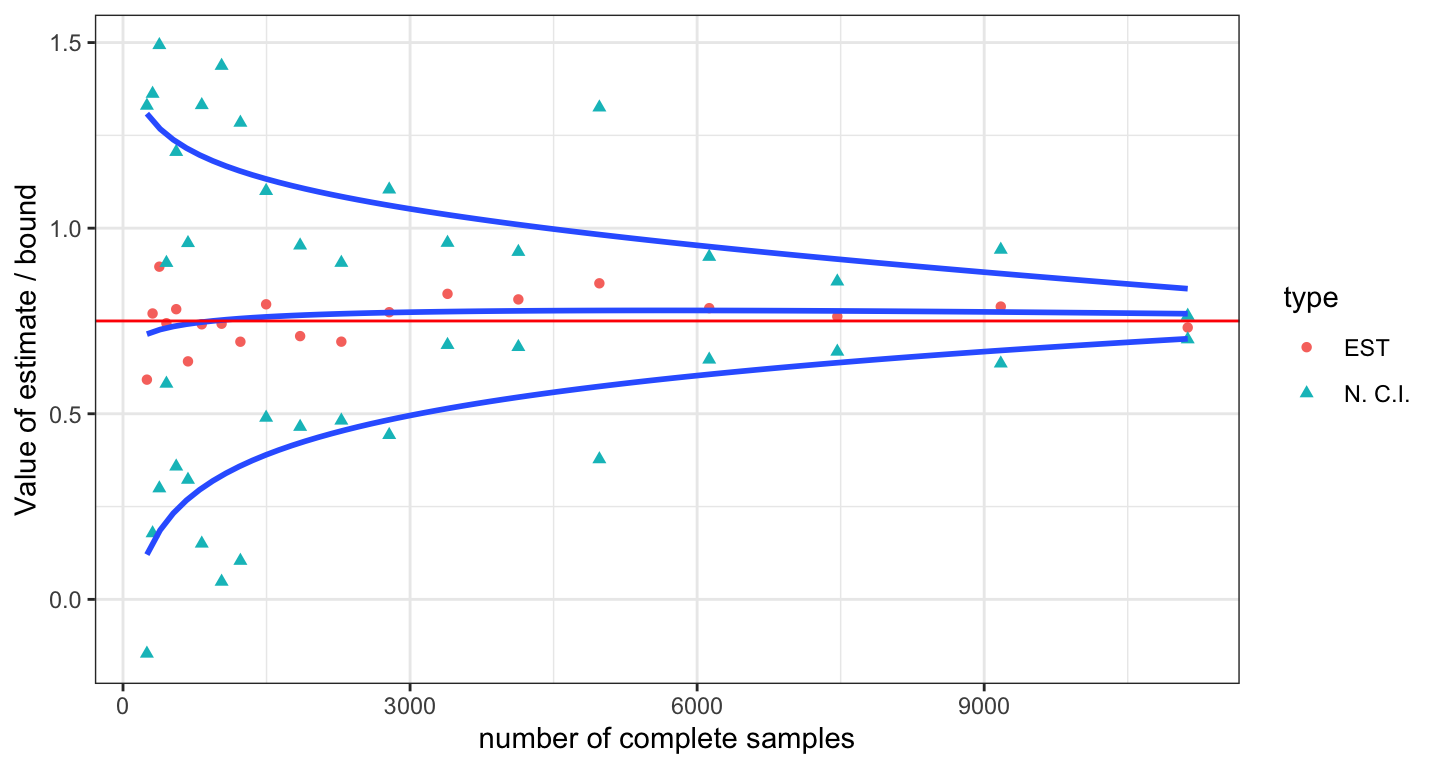 1.5
1.0
0.5
0.0
Value of estimate / bound
0
3000
6000
9000
number of complete samples
type
EST
N. C.I.